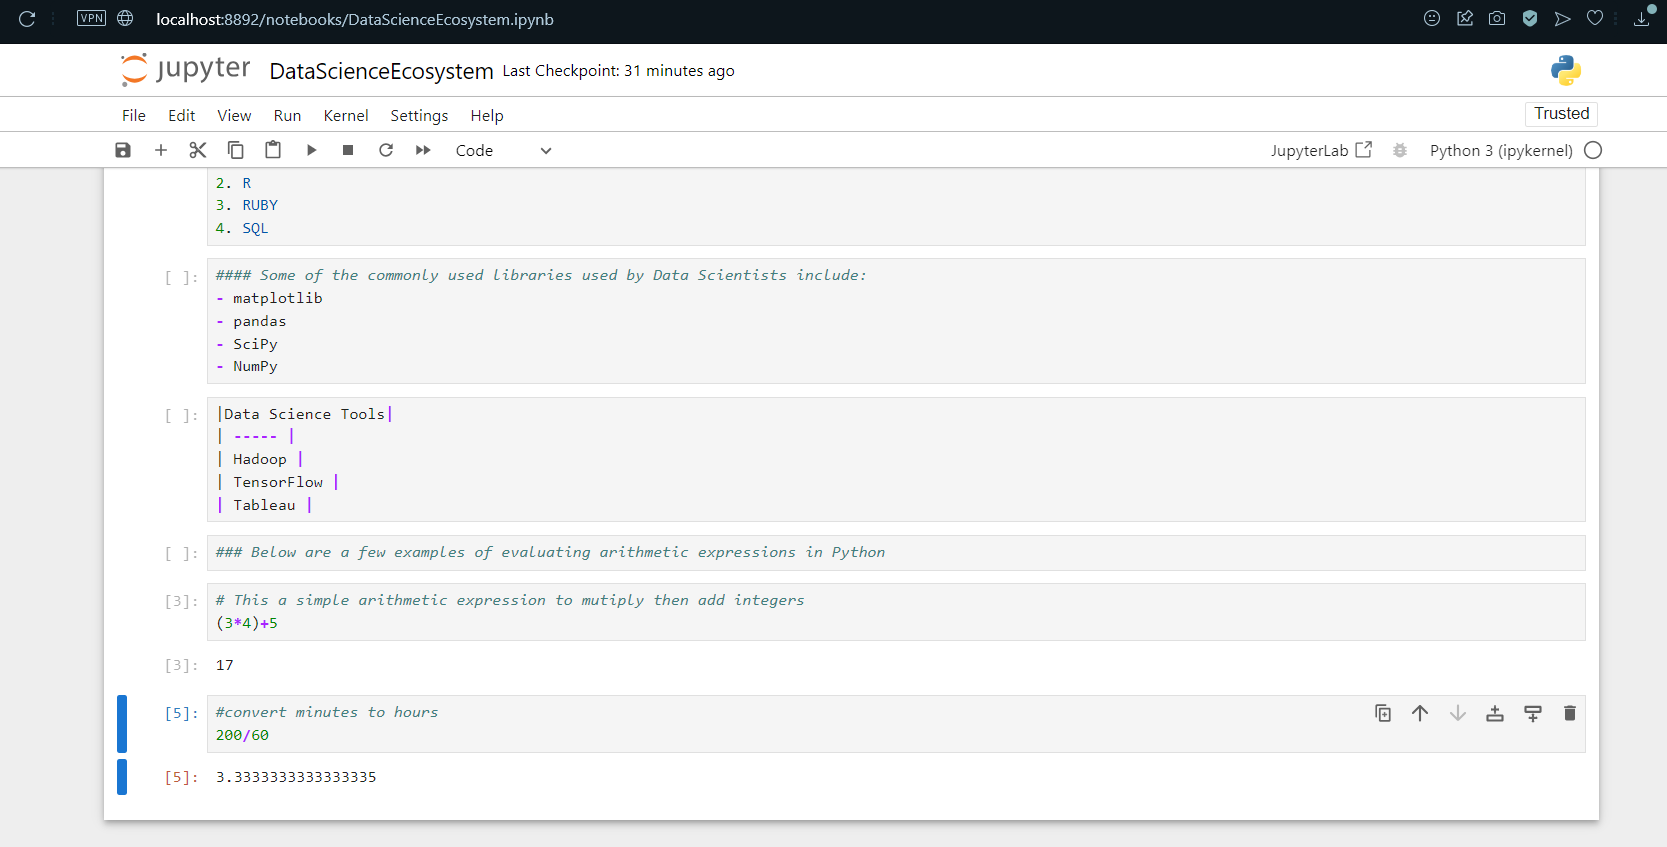 VPN localhost:8892/notebooks/DataScienceEcosystem.ipynb
jupyter DataScienceEcosystem Last Checkpoint: 31 minutes ago
File Edit View Run Kernel Settings Help Trusted
Code JupyterLab Python 3 (ipykernel)
2. R
3. RUBY
4. SQL
[ ]: #### Some of the commonly used libraries used by Data Scientists include:
- matplotlib
- pandas
- SciPy
- NumPy
[ ]: |Data Science Tools|
| ----- |
| Hadoop |
| TensorFlow |
| Tableau |
[ ]: ### Below are a few examples of evaluating arithmetic expressions in Python
[3]: # This a simple arithmetic expression to mutiply then add integers
(3*4)+5
[3]: 17
[5]: #convert minutes to hours
200/60
[5]: 3.3333333333333335